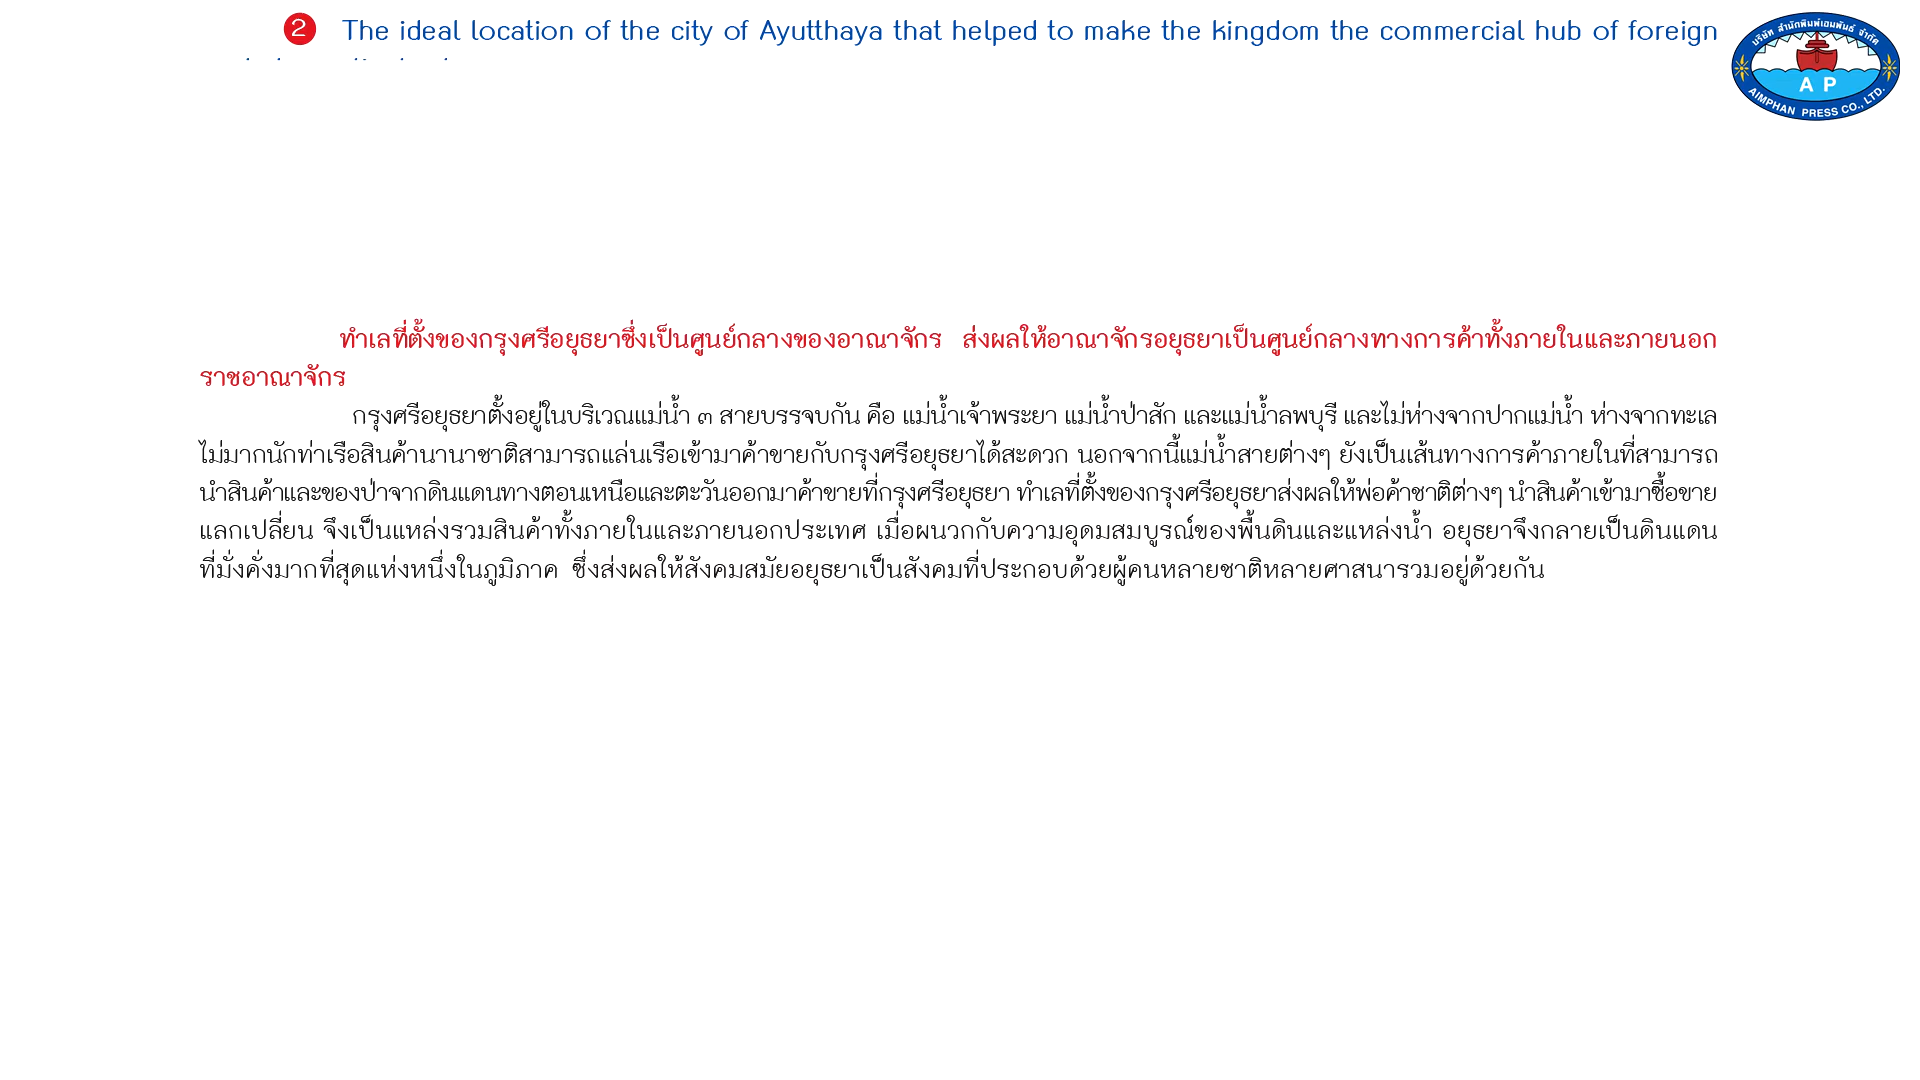 2 The ideal location of the city of Ayutthaya that helped to make the kingdom the commercial hub of foreign
บริษัท สำนักพิมพ์เอมพันธ์ จำกัด
A P
AIMPHAN PRESS CO., LTD.
ทำเลที่ตั้งของกรุงศรีอยุธยาซึ่งเป็นศูนย์กลางของอาณาจักร ส่งผลให้อาณาจักรอยุธยาเป็นศูนย์กลางทางการค้าทั้งภายในและภายนอก
ราชอาณาจักร
กรุงศรีอยุธยาตั้งอยู่ในบริเวณแม่น้ำ ๓ สายบรรจบกัน คือ แม่น้ำเจ้าพระยา แม่น้ำป่าสัก และแม่น้ำลพบุรี และไม่ห่างจากปากแม่น้ำ ห่างจากทะเล
ไม่มากนักท่าเรือสินค้านานาชาติสามารถแล่นเรือเข้ามาค้าขายกับกรุงศรีอยุธยาได้สะดวก นอกจากนี้แม่น้ำสายต่างๆ ยังเป็นเส้นทางการค้าภายในที่สามารถ
นำสินค้าและของป่าจากดินแดนทางตอนเหนือและตะวันออกมาค้าขายที่กรุงศรีอยุธยา ทำเลที่ตั้งของกรุงศรีอยุธยาส่งผลให้พ่อค้าชาติต่างๆ นำสินค้าเข้ามาซื้อขาย
แลกเปลี่ยน จึงเป็นแหล่งรวมสินค้าทั้งภายในและภายนอกประเทศ เมื่อผนวกกับความอุดมสมบูรณ์ของพื้นดินและแหล่งน้ำ อยุธยาจึงกลายเป็นดินแดน
ที่มั่งคั่งมากที่สุดแห่งหนึ่งในภูมิภาค ซึ่งส่งผลให้สังคมสมัยอยุธยาเป็นสังคมที่ประกอบด้วยผู้คนหลายชาติหลายศาสนารวมอยู่ด้วยกัน